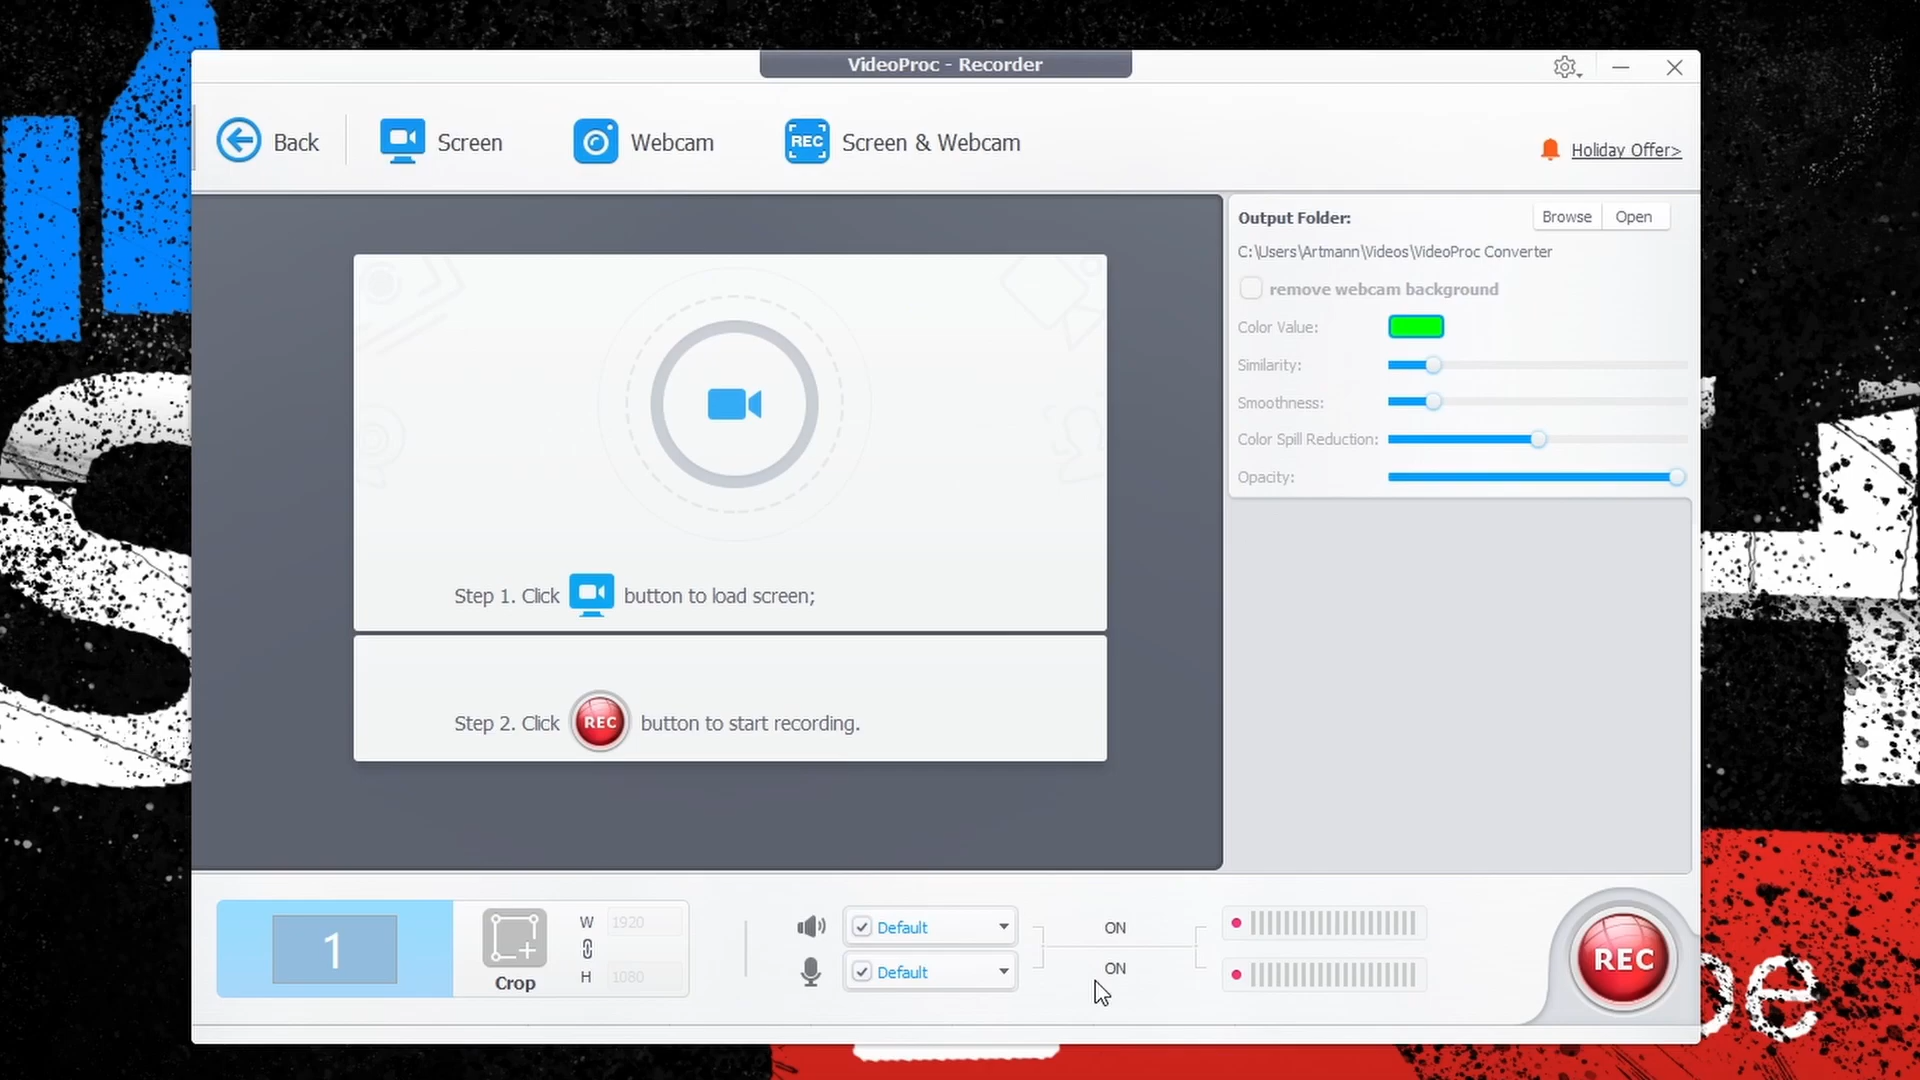 VideoProc - Recorder
Back
Screen
Webcam
REC
Screen & Webcam
Holiday Offer>
Output Folder:
Browse
Open
C:\Users\Artmann\Videos\VideoProc Converter
remove webcam background
Color Value:
Similarity:
Smoothness:
Color Spill Reduction:
Opacity:
Step 1. Click button to load screen;
Step 2. Click REC button to start recording.
1
Crop
W 1920
H 1080
Default
ON
Default
ON
REC